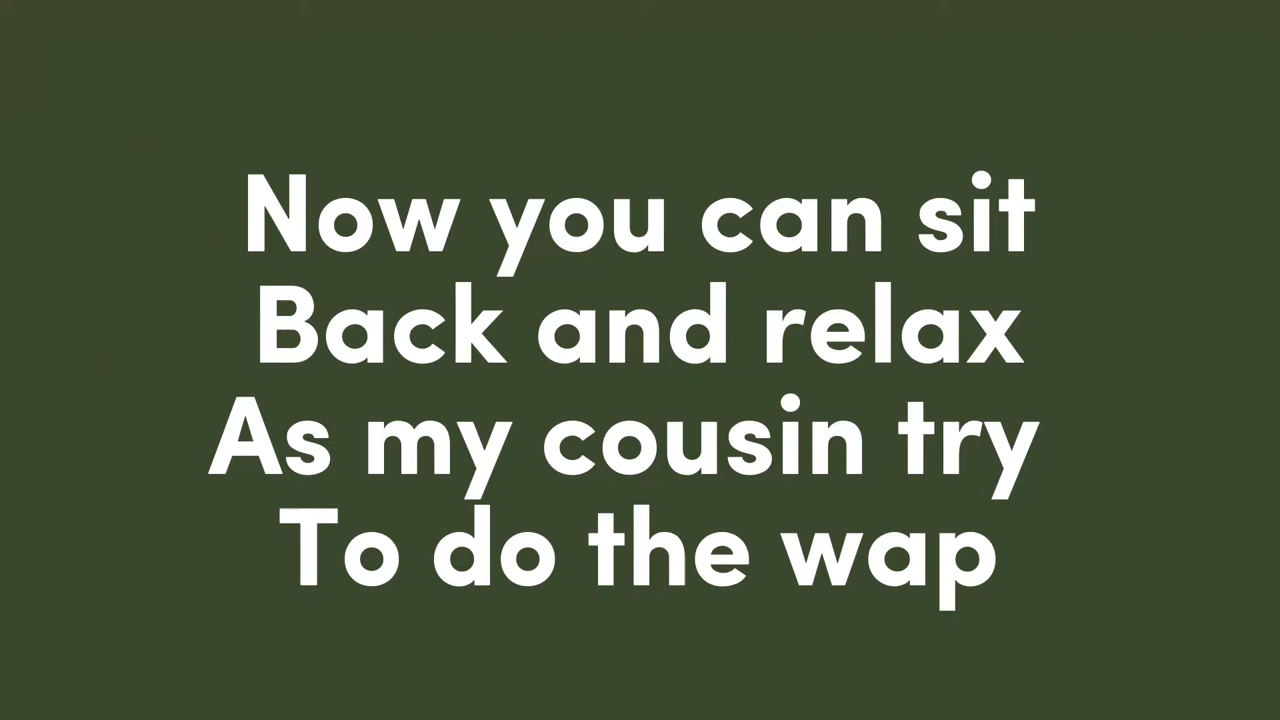 Now you can sit
Back and relax
As my cousin try
To do the wap